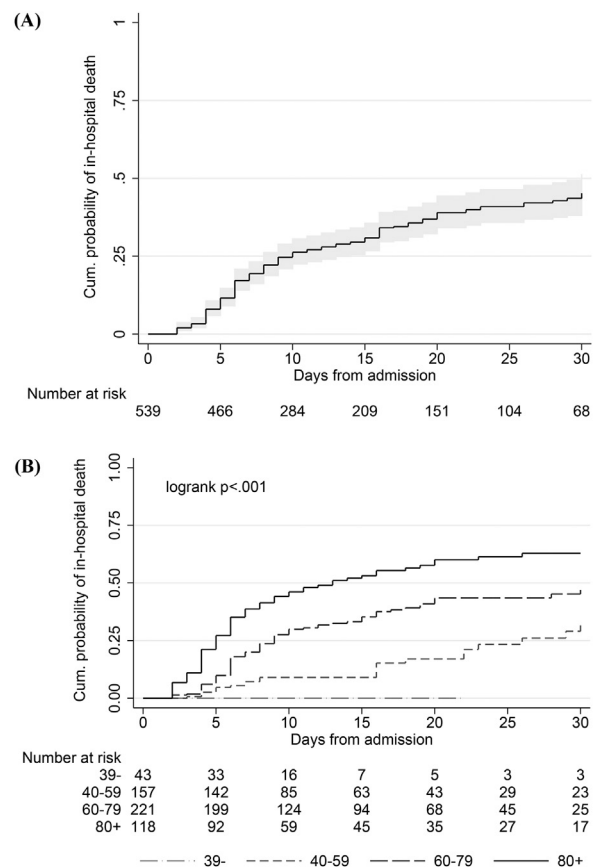 (A)
Cum. probability of in-hospital death
1
.75
.5
.25
0
0 5 10 15 20 25 30
Days from admission
Number at risk
539 466 284 209 151 104 68
(B)
Cum. probability of in-hospital death
logrank p<.001
1.00
0.75
0.50
0.25
0.00
0 5 10 15 20 25 30
Days from admission
Number at risk
39- 43 33 16 7 5 3 3
40-59 157 142 85 63 43 29 23
60-79 221 199 124 94 68 45 25
80+ 118 92 59 45 35 27 17
39- 40-59 60-79 80+